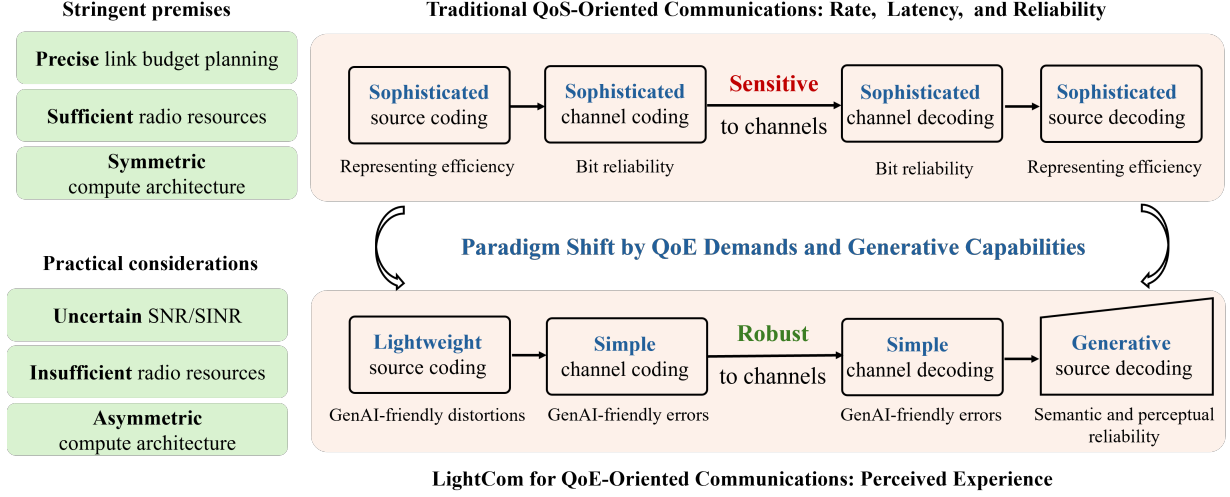 Stringent premises
Precise link budget planning
Sufficient radio resources
Symmetric
compute architecture
Traditional QoS-Oriented Communications: Rate, Latency, and Reliability
Sophisticated
source coding
Representing efficiency
Sophisticated
channel coding
Bit reliability
Sensitive
to channels
Sophisticated
channel decoding
Bit reliability
Sophisticated
source decoding
Representing efficiency
Paradigm Shift by QoE Demands and Generative Capabilities
Practical considerations
Uncertain SNR/SINR
Insufficient radio resources
Asymmetric
compute architecture
Lightweight
source coding
GenAI-friendly distortions
Simple
channel coding
GenAI-friendly errors
Robust
to channels
Simple
channel decoding
GenAI-friendly errors
Generative
source decoding
Semantic and perceptual
reliability
LightCom for QoE-Oriented Communications: Perceived Experience